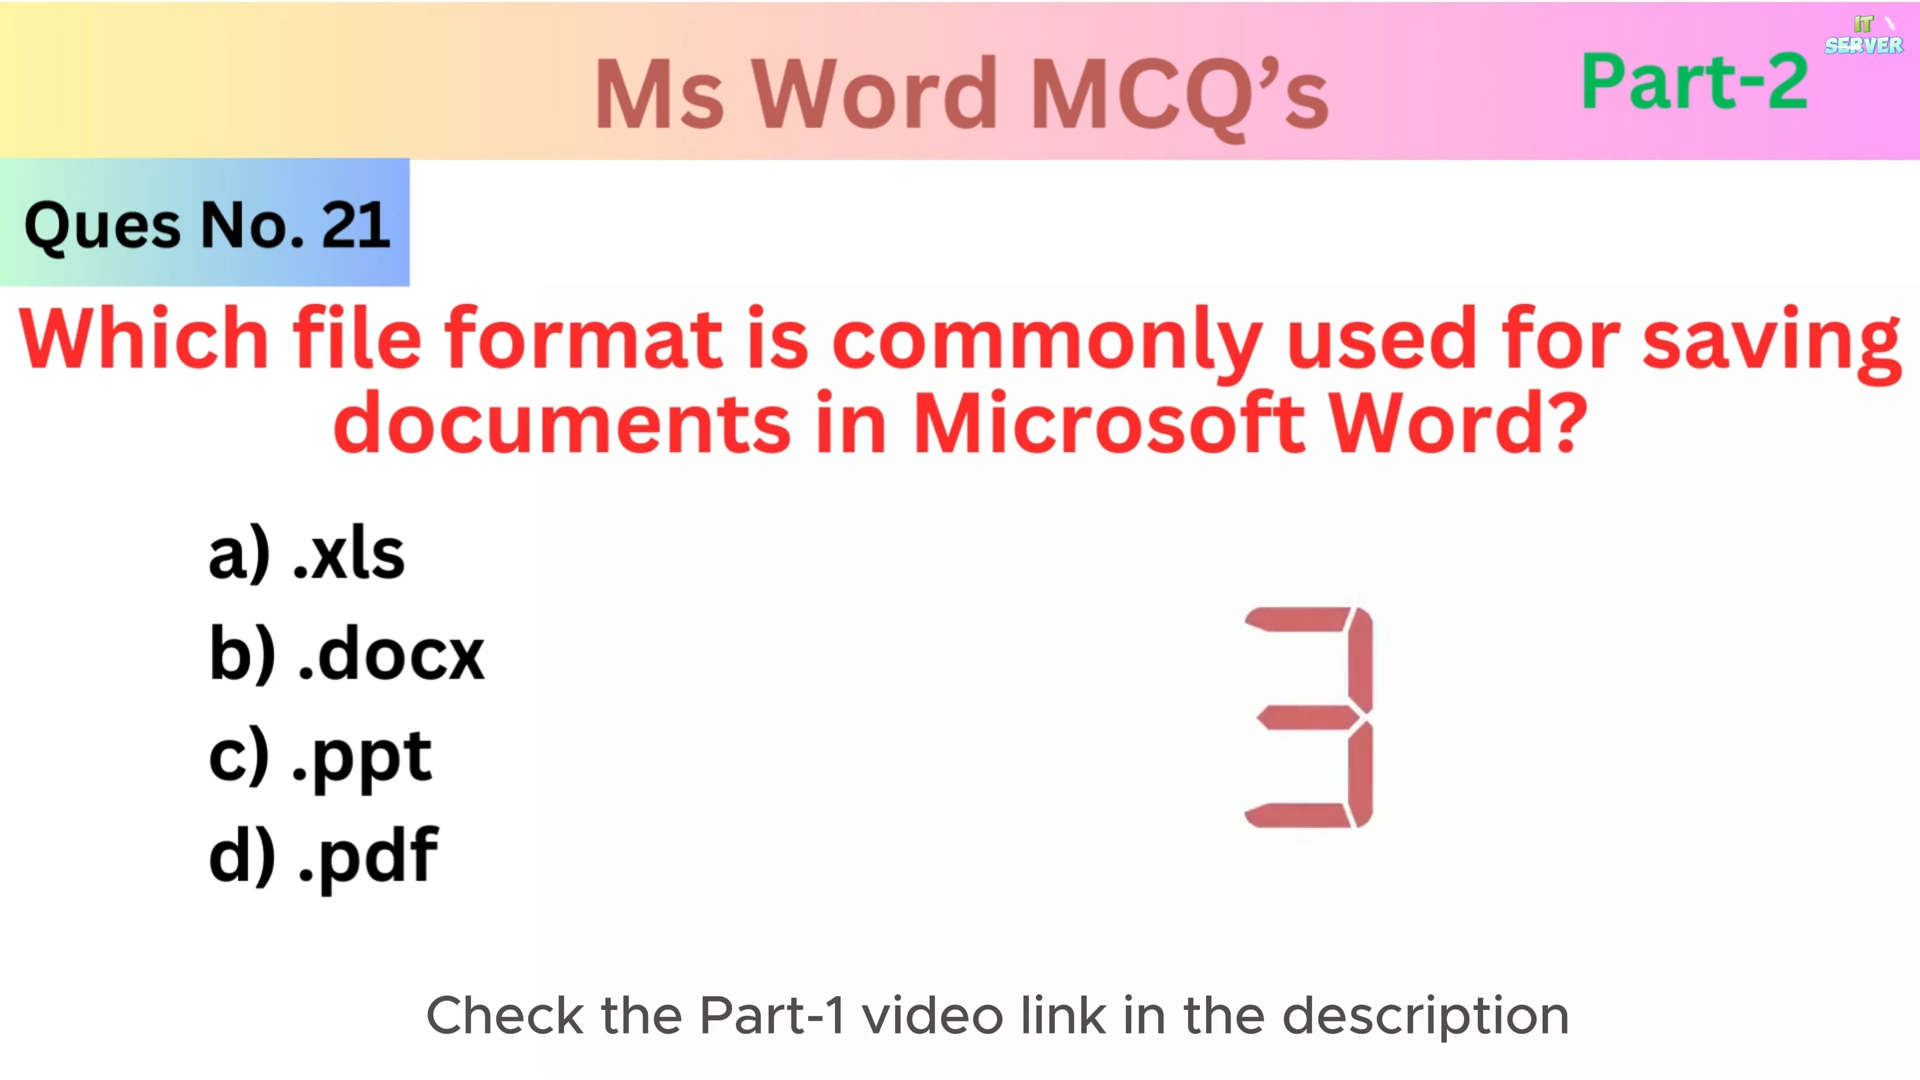 Ms Word MCQ’s
Part-2
IT
SERVER
Ques No. 21
Which file format is commonly used for saving
documents in Microsoft Word?
a) .xls
b) .docx
c) .ppt
d) .pdf
3
Check the Part-1 video link in the description